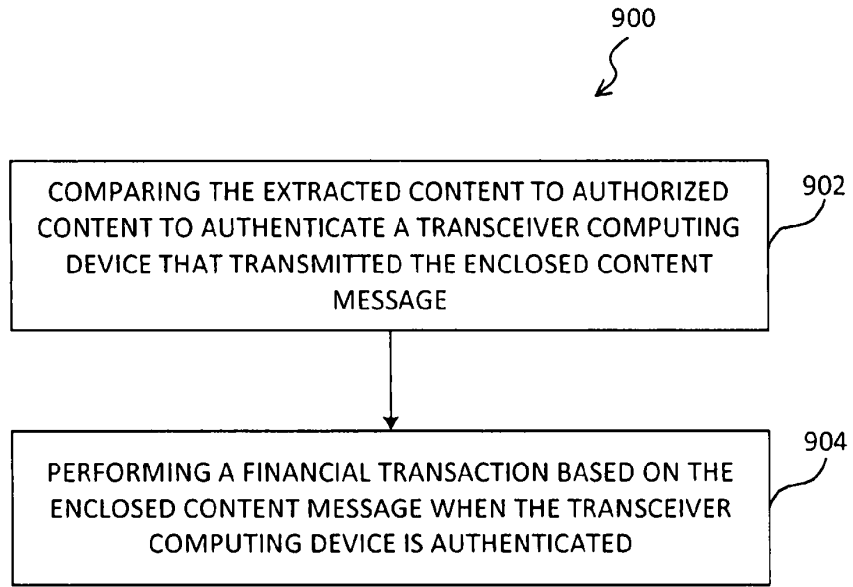 900
COMPARING THE EXTRACTED CONTENT TO AUTHORIZED
CONTENT TO AUTHENTICATE A TRANSCEIVER COMPUTING
DEVICE THAT TRANSMITTED THE ENCLOSED CONTENT
MESSAGE
902
PERFORMING A FINANCIAL TRANSACTION BASED ON THE
ENCLOSED CONTENT MESSAGE WHEN THE TRANSCEIVER
COMPUTING DEVICE IS AUTHENTICATED
904